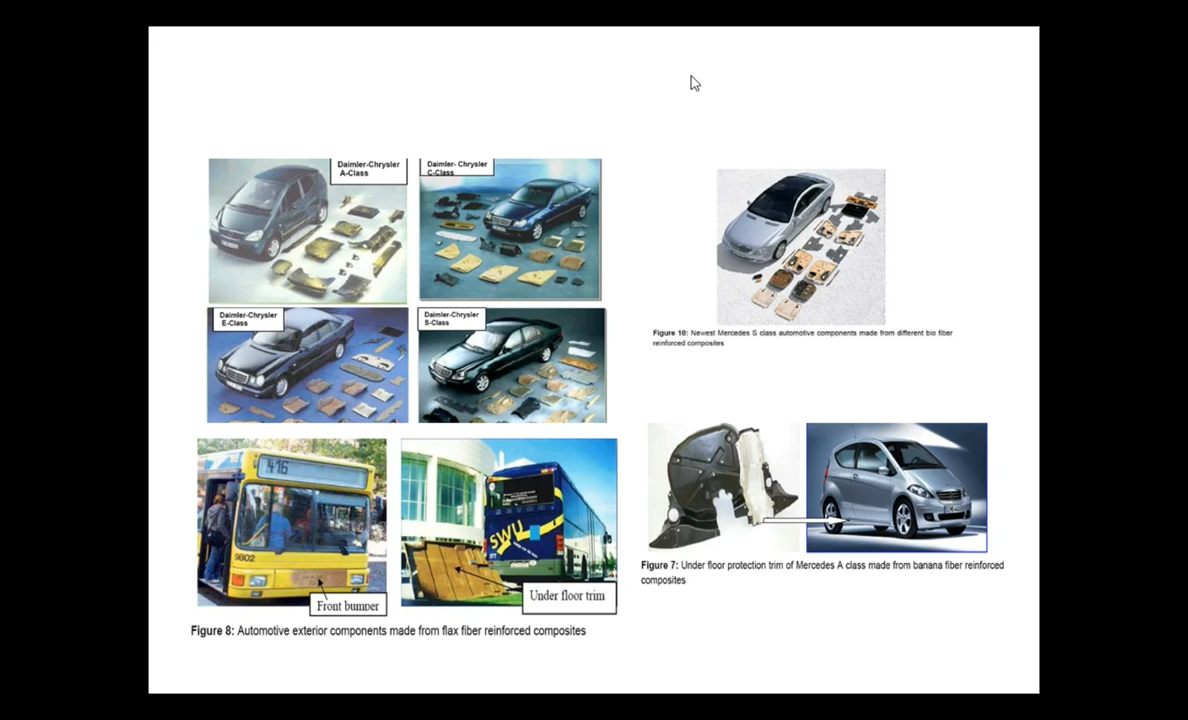 Daimler-Chrysler
A-Class
Daimler- Chrysler
C-Class
Daimler-Chrysler
E-Class
Daimler-Chrysler
S-Class
416
9802
Front bumper
SWU
Under floor trim
Figure 8: Automotive exterior components made from flax fiber reinforced composites
Figure 10: Newest Mercedes S class automotive components made from different bio fiber
reinforced composites
Figure 7: Under floor protection trim of Mercedes A class made from banana fiber reinforced
composites